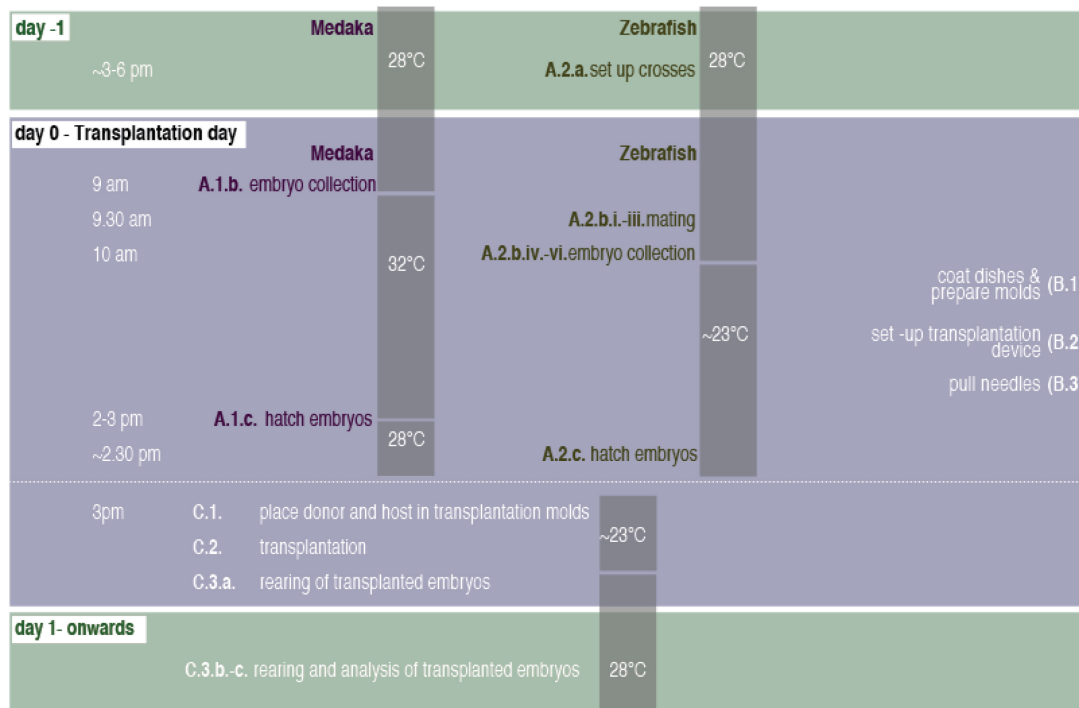 day -1
Medaka
Zebrafish
28°C
28°C
~3-6 pm
A.2.a. set up crosses
day 0 - Transplantation day
Medaka
Zebrafish
9 am
A.1.b. embryo collection
9.30 am
A.2.b.i.-iii.mating
10 am
A.2.b.iv.-vi.embryo collection
32°C
coat dishes &
prepare molds (B.1
~23°C
set -up transplantation
device (B.2
pull needles (B.3
2-3 pm
A.1.c. hatch embryos
28°C
~2.30 pm
A.2.c. hatch embryos
3pm
C.1. place donor and host in transplantation molds
~23°C
C.2. transplantation
C.3.a. rearing of transplanted embryos
day 1- onwards
C.3.b.-c. rearing and analysis of transplanted embryos
28°C